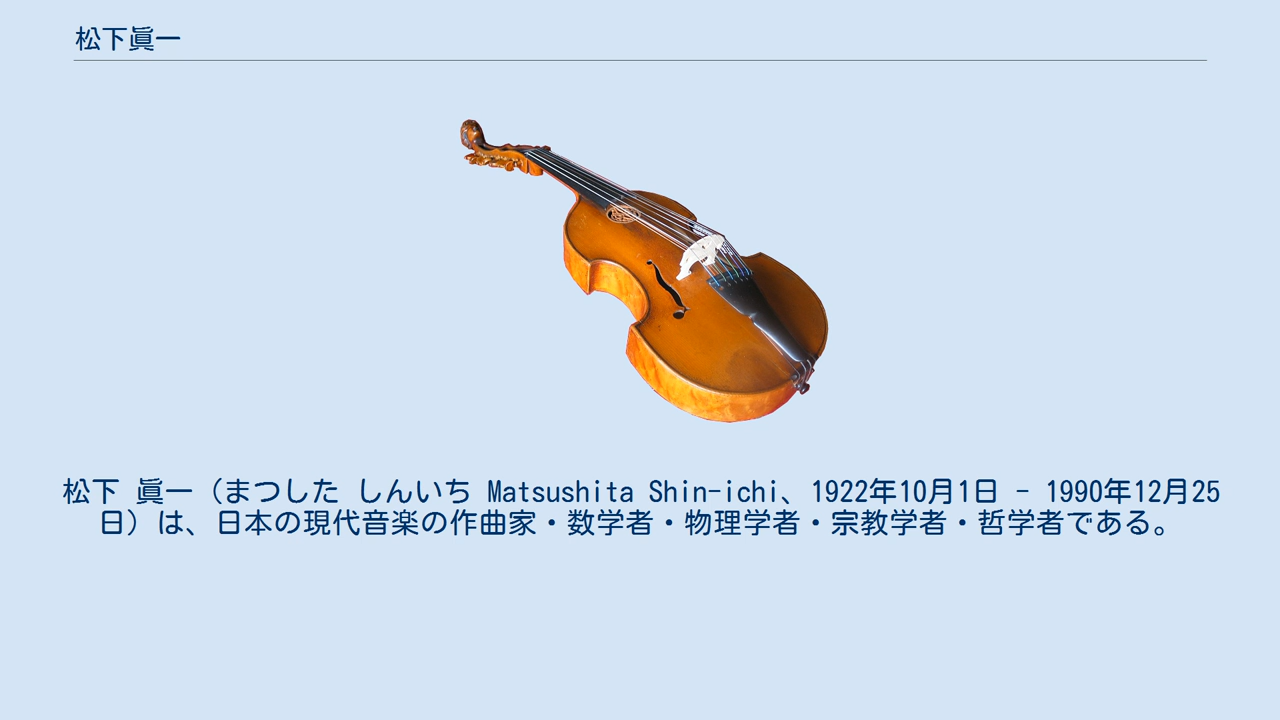 松下眞一
松下 眞一（まつした しんいち Matsushita Shin-ichi、1922年10月1日 - 1990年12月25
日）は、日本の現代音楽の作曲家・数学者・物理学者・宗教学者・哲学者である。